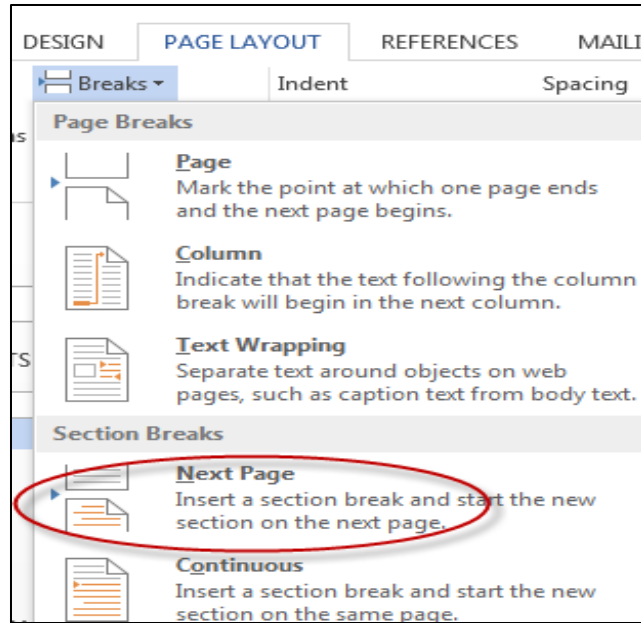 DESIGN PAGE LAYOUT REFERENCES MAILI
Breaks Indent Spacing
Page Breaks
Page
Mark the point at which one page ends
and the next page begins.
Column
Indicate that the text following the column
break will begin in the next column.
Text Wrapping
Separate text around objects on web
pages, such as caption text from body text.
Section Breaks
Next Page
Insert a section break and start the new
section on the next page.
Continuous
Insert a section break and start the new
section on the same page.